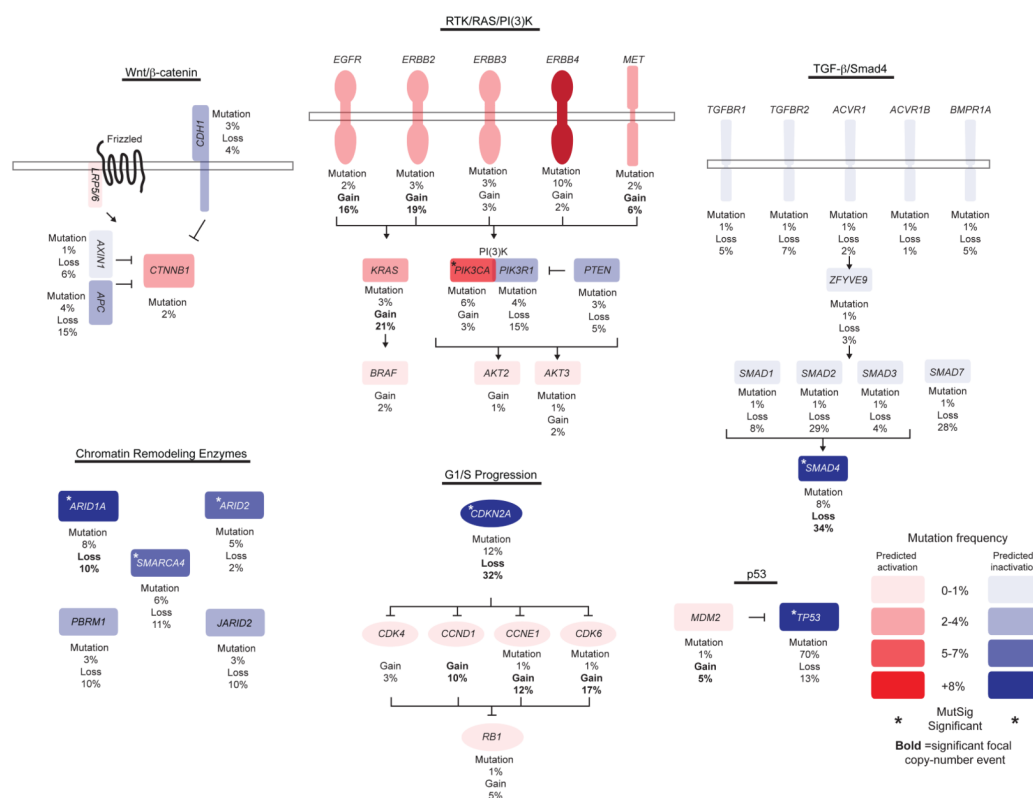 RTK/RAS/PI(3)K
EGFR ERBB2 ERBB3 ERBB4 MET
Mutation
2%
Gain
16%
Mutation
3%
Gain
19%
Mutation
3%
Gain
3%
Mutation
10%
Gain
2%
Mutation
2%
Gain
6%
KRAS
Mutation
3%
Gain
21%
BRAF
Gain
2%
PI(3)K
*PIK3CA PIK3R1
Mutation
6%
Gain
3%
Mutation
4%
Loss
15%
PTEN
Mutation
3%
Loss
5%
AKT2
Gain
1%
AKT3
Mutation
1%
Gain
2%
Wnt/β-catenin
CDH1
Mutation
3%
Loss
4%
Frizzled
LRP5/6
AXIN1
Mutation
1%
Loss
6%
APC
Mutation
4%
Loss
15%
CTNNB1
Mutation
2%
TGF-β/Smad4
TGFBR1 TGFBR2 ACVR1 ACVR1B BMPR1A
Mutation
1%
Loss
5%
Mutation
1%
Loss
7%
Mutation
1%
Loss
2%
Mutation
1%
Loss
1%
Mutation
1%
Loss
5%
ZFYVE9
Mutation
1%
Loss
3%
SMAD1 SMAD2 SMAD3 SMAD7
Mutation
1%
Loss
8%
Mutation
1%
Loss
29%
Mutation
1%
Loss
4%
Mutation
1%
Loss
28%
*SMAD4
Mutation
8%
Loss
34%
Chromatin Remodeling Enzymes
*ARID1A
Mutation
8%
Loss
10%
*ARID2
Mutation
5%
Loss
2%
*SMARCA4
Mutation
6%
Loss
11%
PBRM1
Mutation
3%
Loss
10%
JARID2
Mutation
3%
Loss
10%
G1/S Progression
*CDKN2A
Mutation
12%
Loss
32%
CDK4 CCND1 CCNE1 CDK6
Gain
3%
Gain
10%
Mutation
1%
Gain
12%
Mutation
1%
Gain
17%
RB1
Mutation
1%
Gain
5%
p53
MDM2
Mutation
1%
Gain
5%
*TP53
Mutation
70%
Loss
13%
Mutation frequency
Predicted activation
Predicted inactivation
0-1%
2-4%
5-7%
+8%
* MutSig Significant *
Bold =significant focal
copy-number event